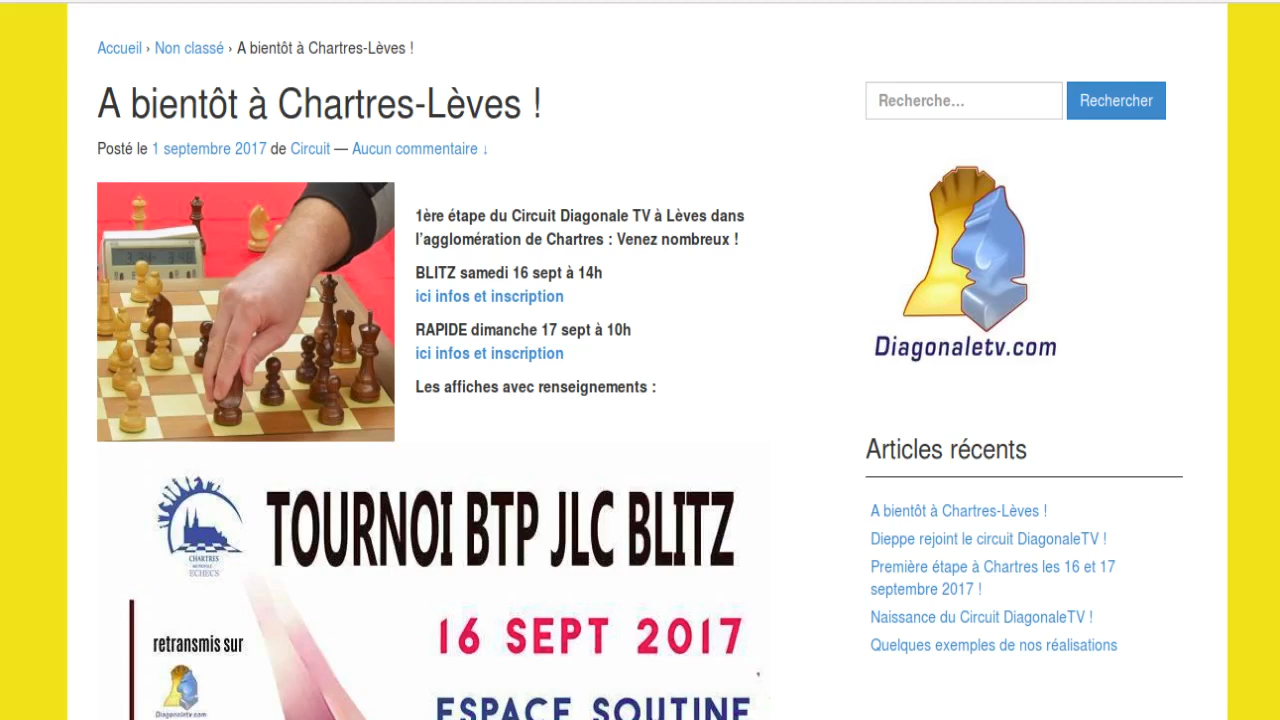 Accueil › Non classé › A bientôt à Chartres-Lèves !
A bientôt à Chartres-Lèves !
Posté le 1 septembre 2017 de Circuit — Aucun commentaire ↓
1ère étape du Circuit Diagonale TV à Lèves dans
l'agglomération de Chartres : Venez nombreux !
BLITZ samedi 16 sept à 14h
ici infos et inscription
RAPIDE dimanche 17 sept à 10h
ici infos et inscription
Les affiches avec renseignements :
CHARTRES
METROPOLE
ECHECS
TOURNOI BTP JLC BLITZ
16 SEPT 2017
retransmis sur
Diagonaletv.com
ESPACE SOUTINE
Recherche...
Rechercher
Diagonaletv.com
Articles récents
A bientôt à Chartres-Lèves !
Dieppe rejoint le circuit DiagonaleTV !
Première étape à Chartres les 16 et 17
septembre 2017 !
Naissance du Circuit DiagonaleTV !
Quelques exemples de nos réalisations